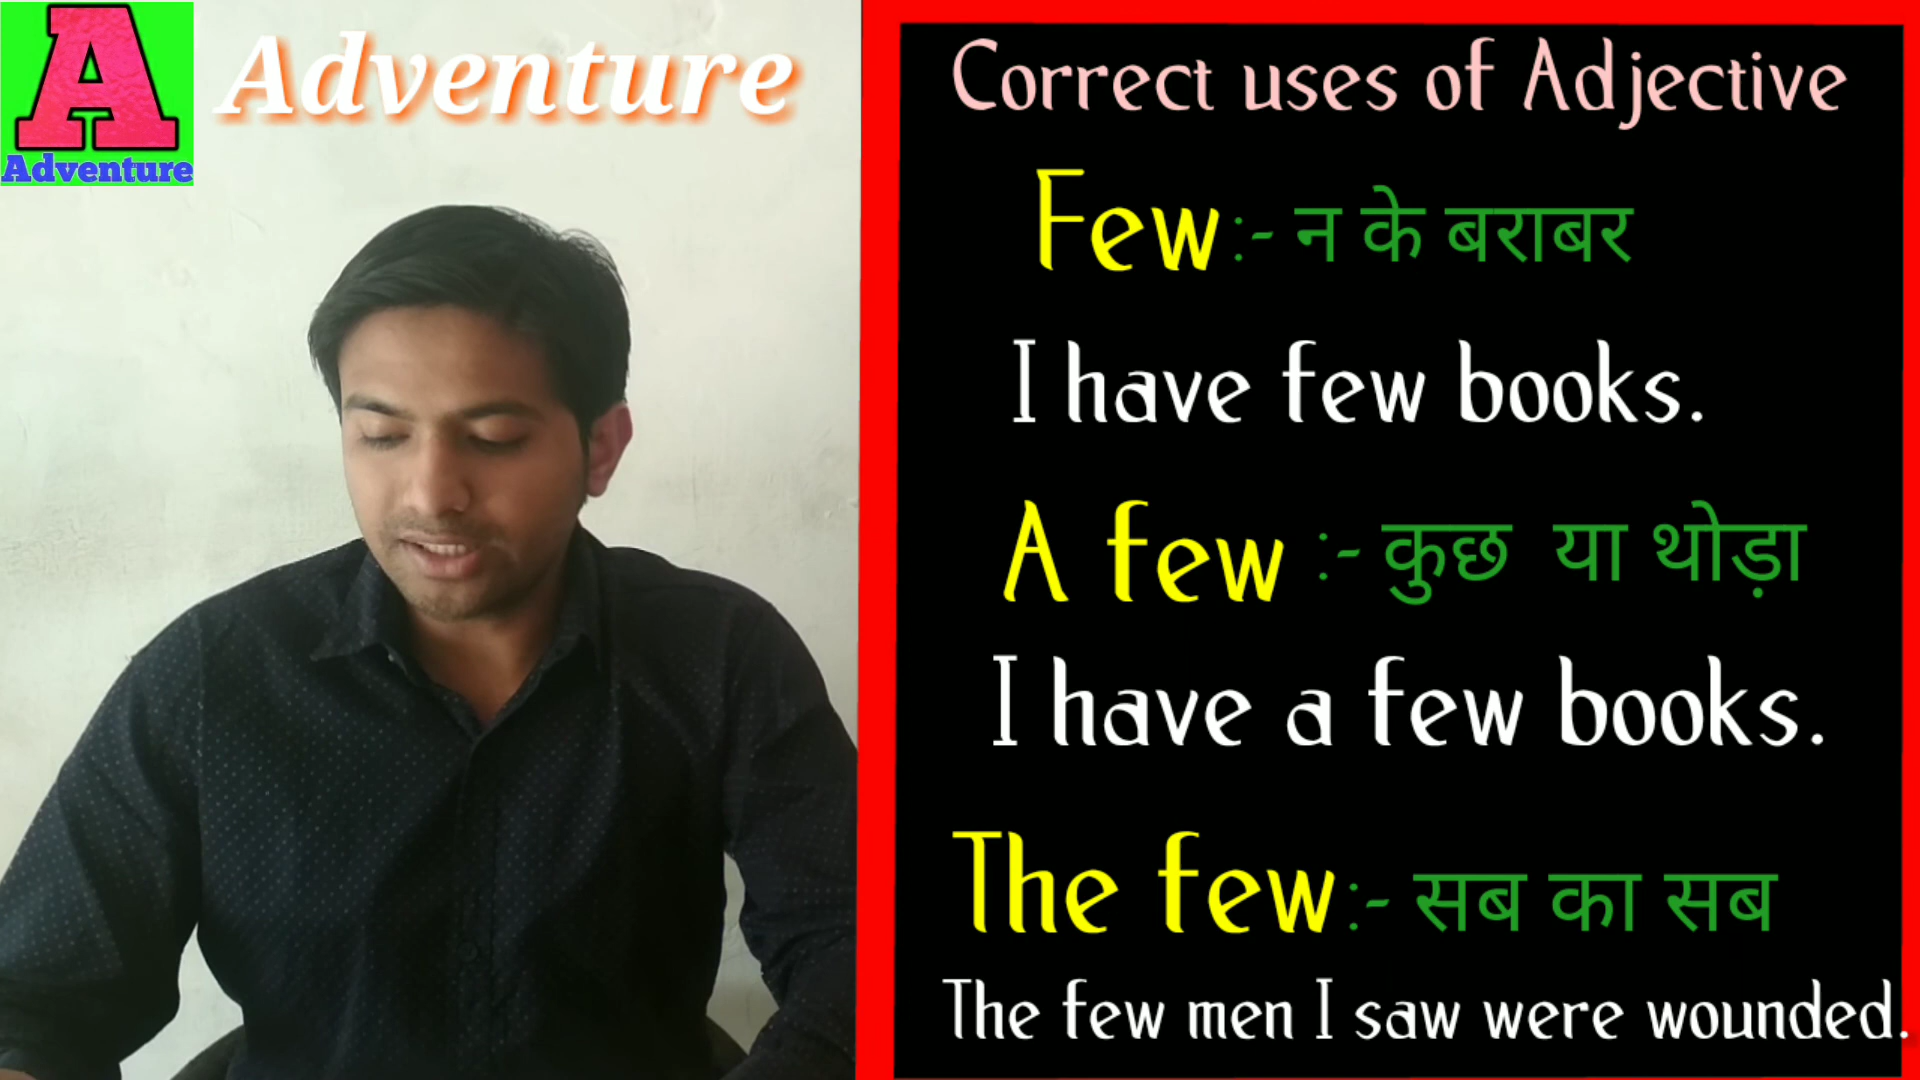 A
Adventure
Adventure
Correct uses of Adjective
Few :- न के बराबर
I have few books.
A few :- कुछ या थोड़ा
I have a few books.
The few :- सब का सब
The few men I saw were wounded.